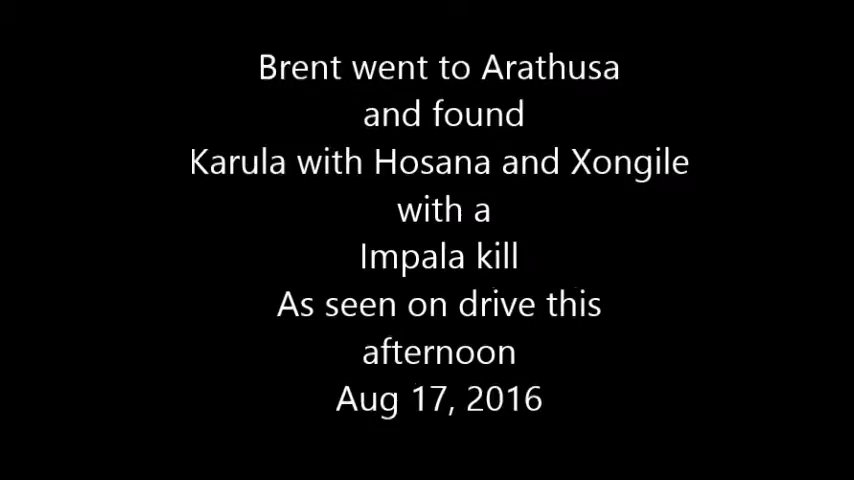 Brent went to Arathusa
and found
Karula with Hosana and Xongile
with a
Impala kill
As seen on drive this
afternoon
Aug 17, 2016